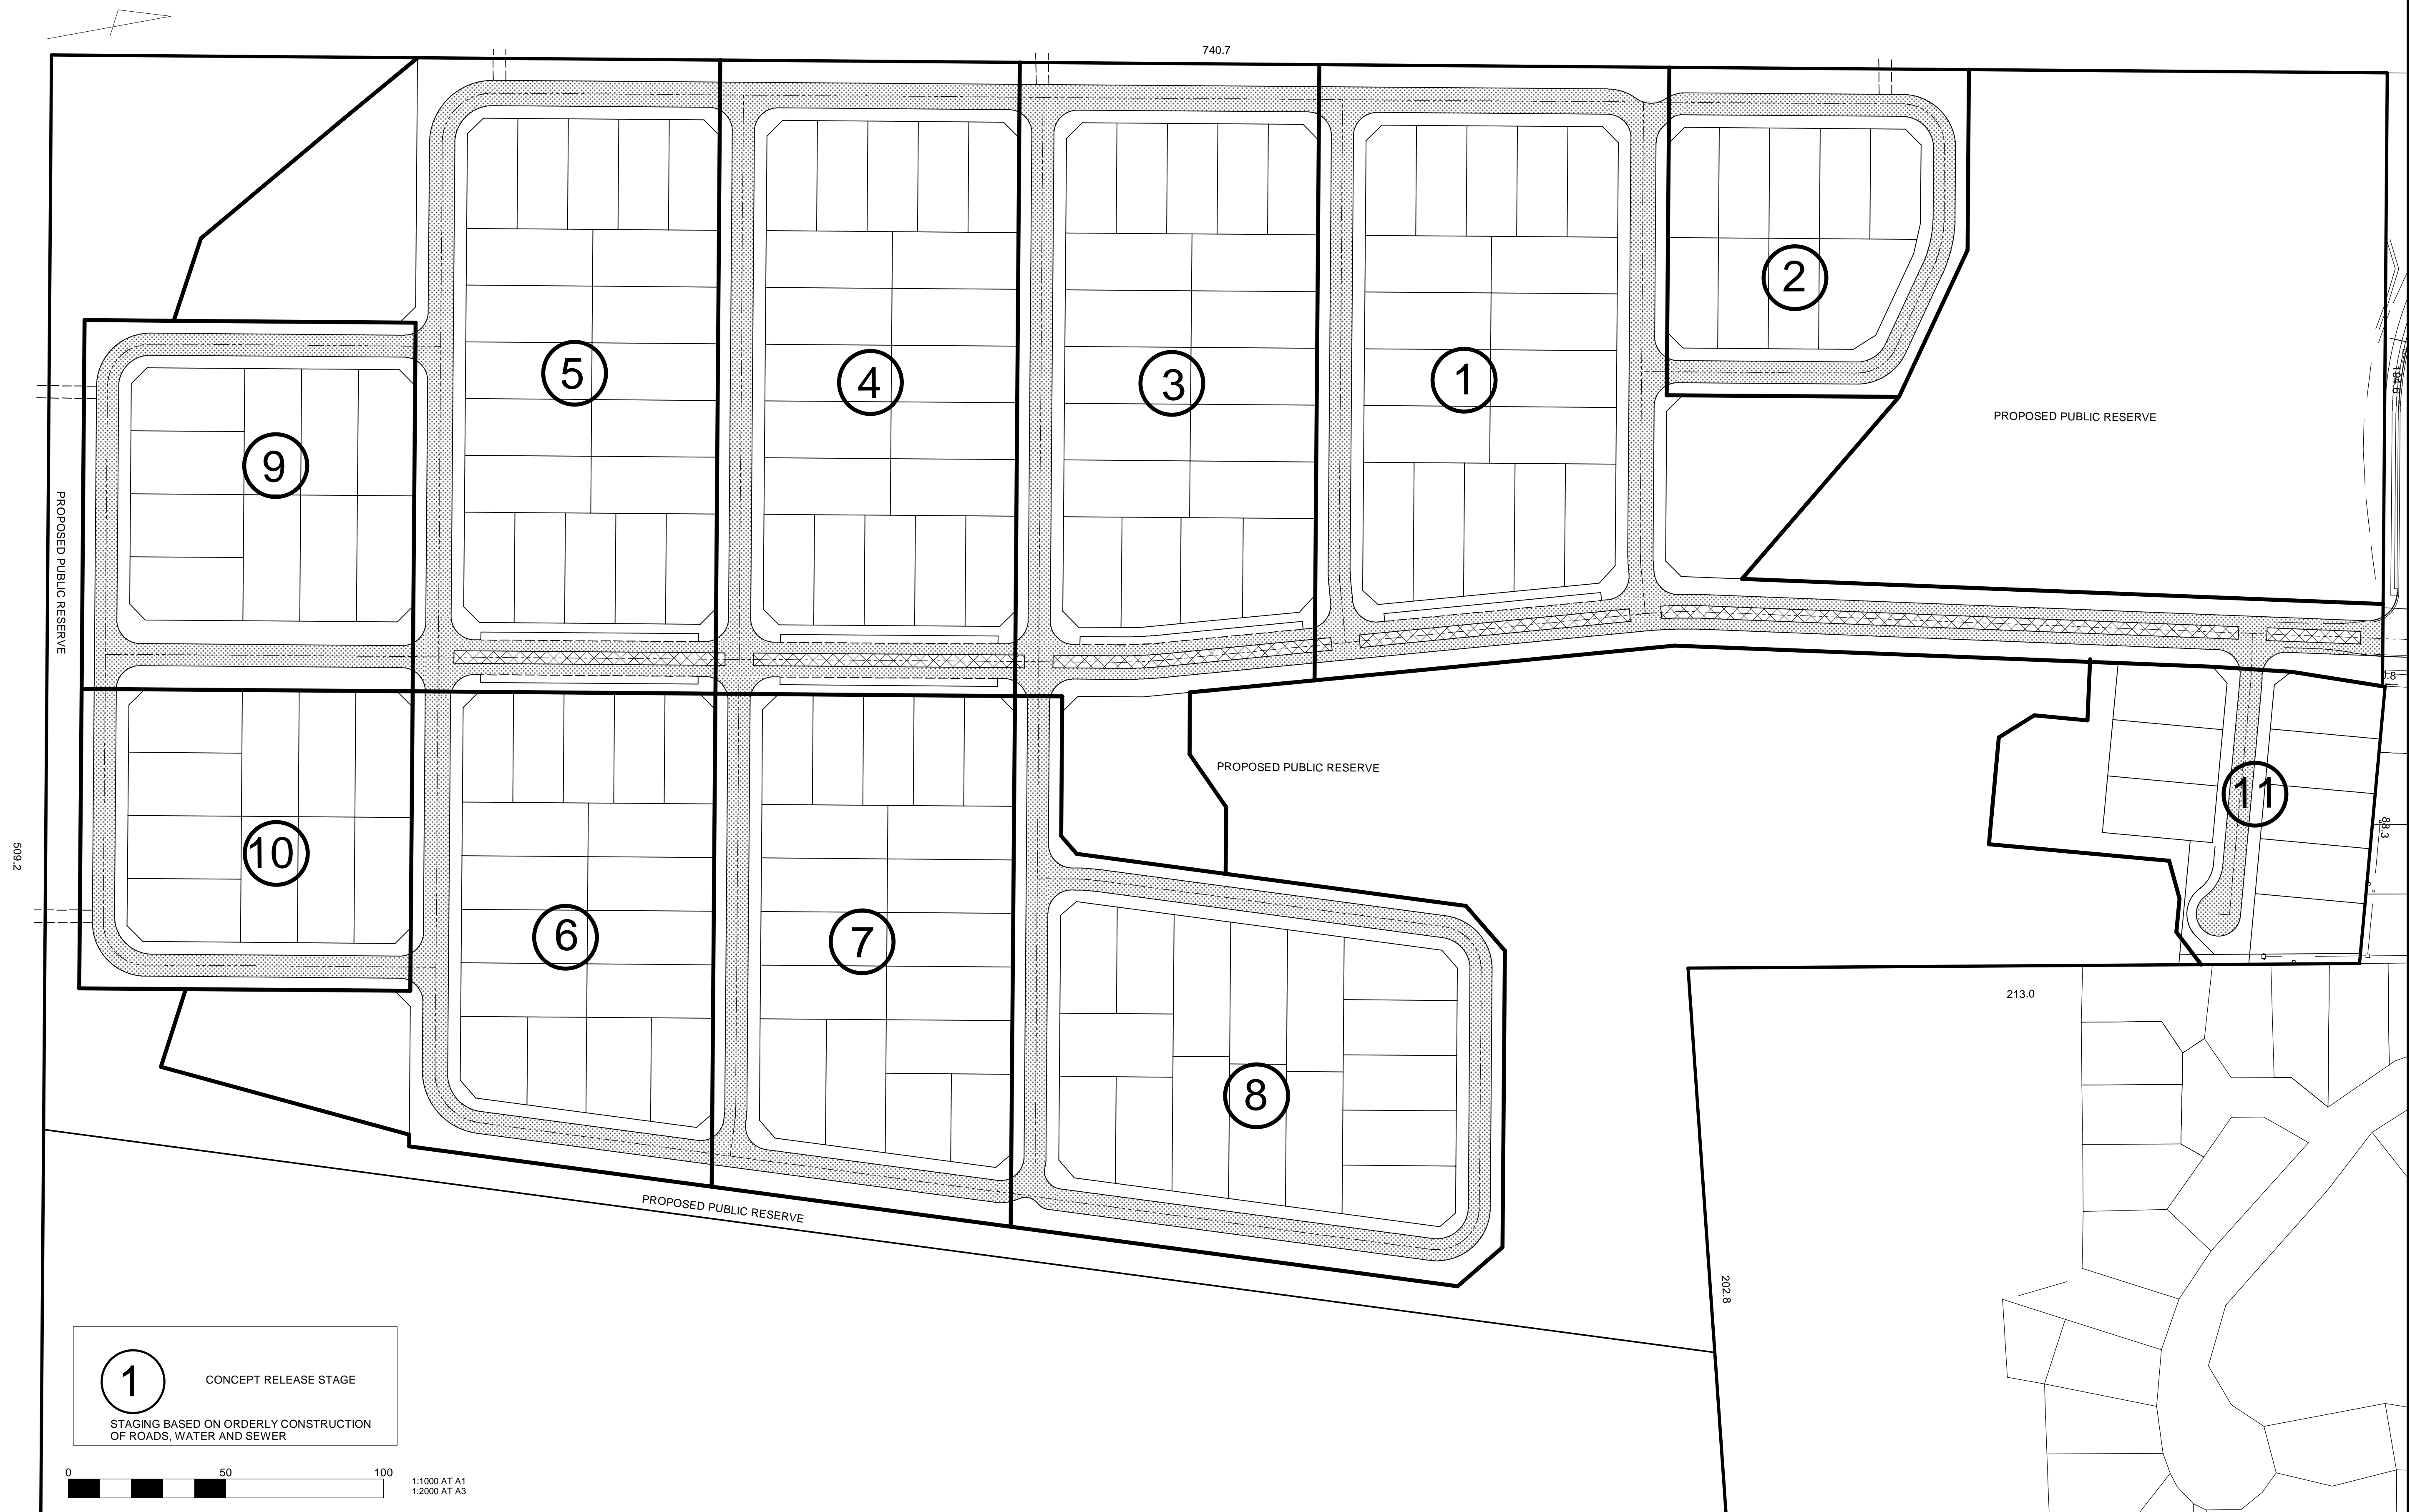 740.7
2
5
4
3
1
194.6
PROPOSED PUBLIC RESERVE
9
PROPOSED PUBLIC RESERVE
PROPOSED PUBLIC RESERVE
11
88.3
10
509.2
6
7
213.0
8
PROPOSED PUBLIC RESERVE
202.8
1
CONCEPT RELEASE STAGE
STAGING BASED ON ORDERLY CONSTRUCTION
OF ROADS, WATER AND SEWER
0 50 100
1:1000 AT A1
1:2000 AT A3